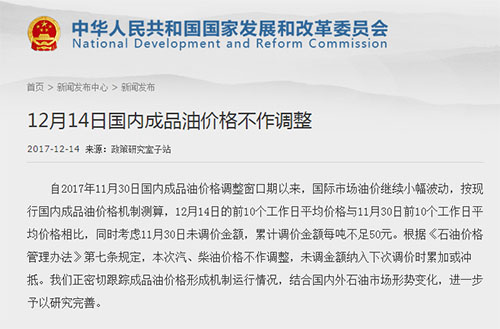 中华人民共和国国家发展和改革委员会
National Development and Reform Commission
首页 > 新闻发布中心 > 新闻发布
12月14日国内成品油价格不作调整
2017-12-14 来源：政策研究室子站
自2017年11月30日国内成品油价格调整窗口期以来，国际市场油价继续小幅波动，按现
行国内成品油价格机制测算，12月14日的前10个工作日平均价格与11月30日前10个工作日平
均价格相比，同时考虑11月30日未调价金额，累计调价金额每吨不足50元。根据《石油价格
管理办法》第七条规定，本次汽、柴油价格不作调整，未调金额纳入下次调价时累加或冲
抵。我们正密切跟踪成品油价格形成机制运行情况，结合国内外石油市场形势变化，进一步
予以研究完善。